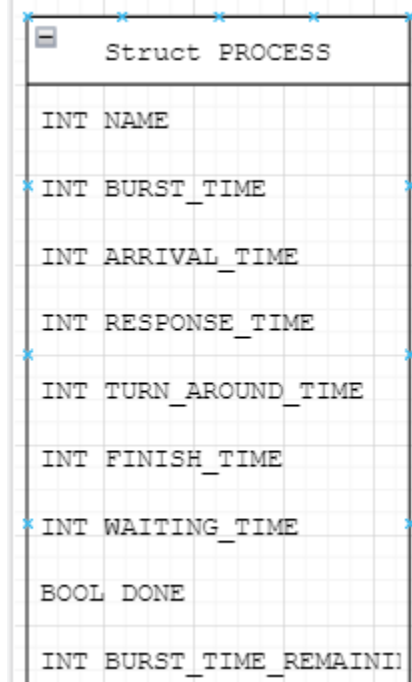 Struct PROCESS
INT NAME
INT BURST_TIME
INT ARRIVAL_TIME
INT RESPONSE_TIME
INT TURN_AROUND_TIME
INT FINISH_TIME
INT WAITING_TIME
BOOL DONE
INT